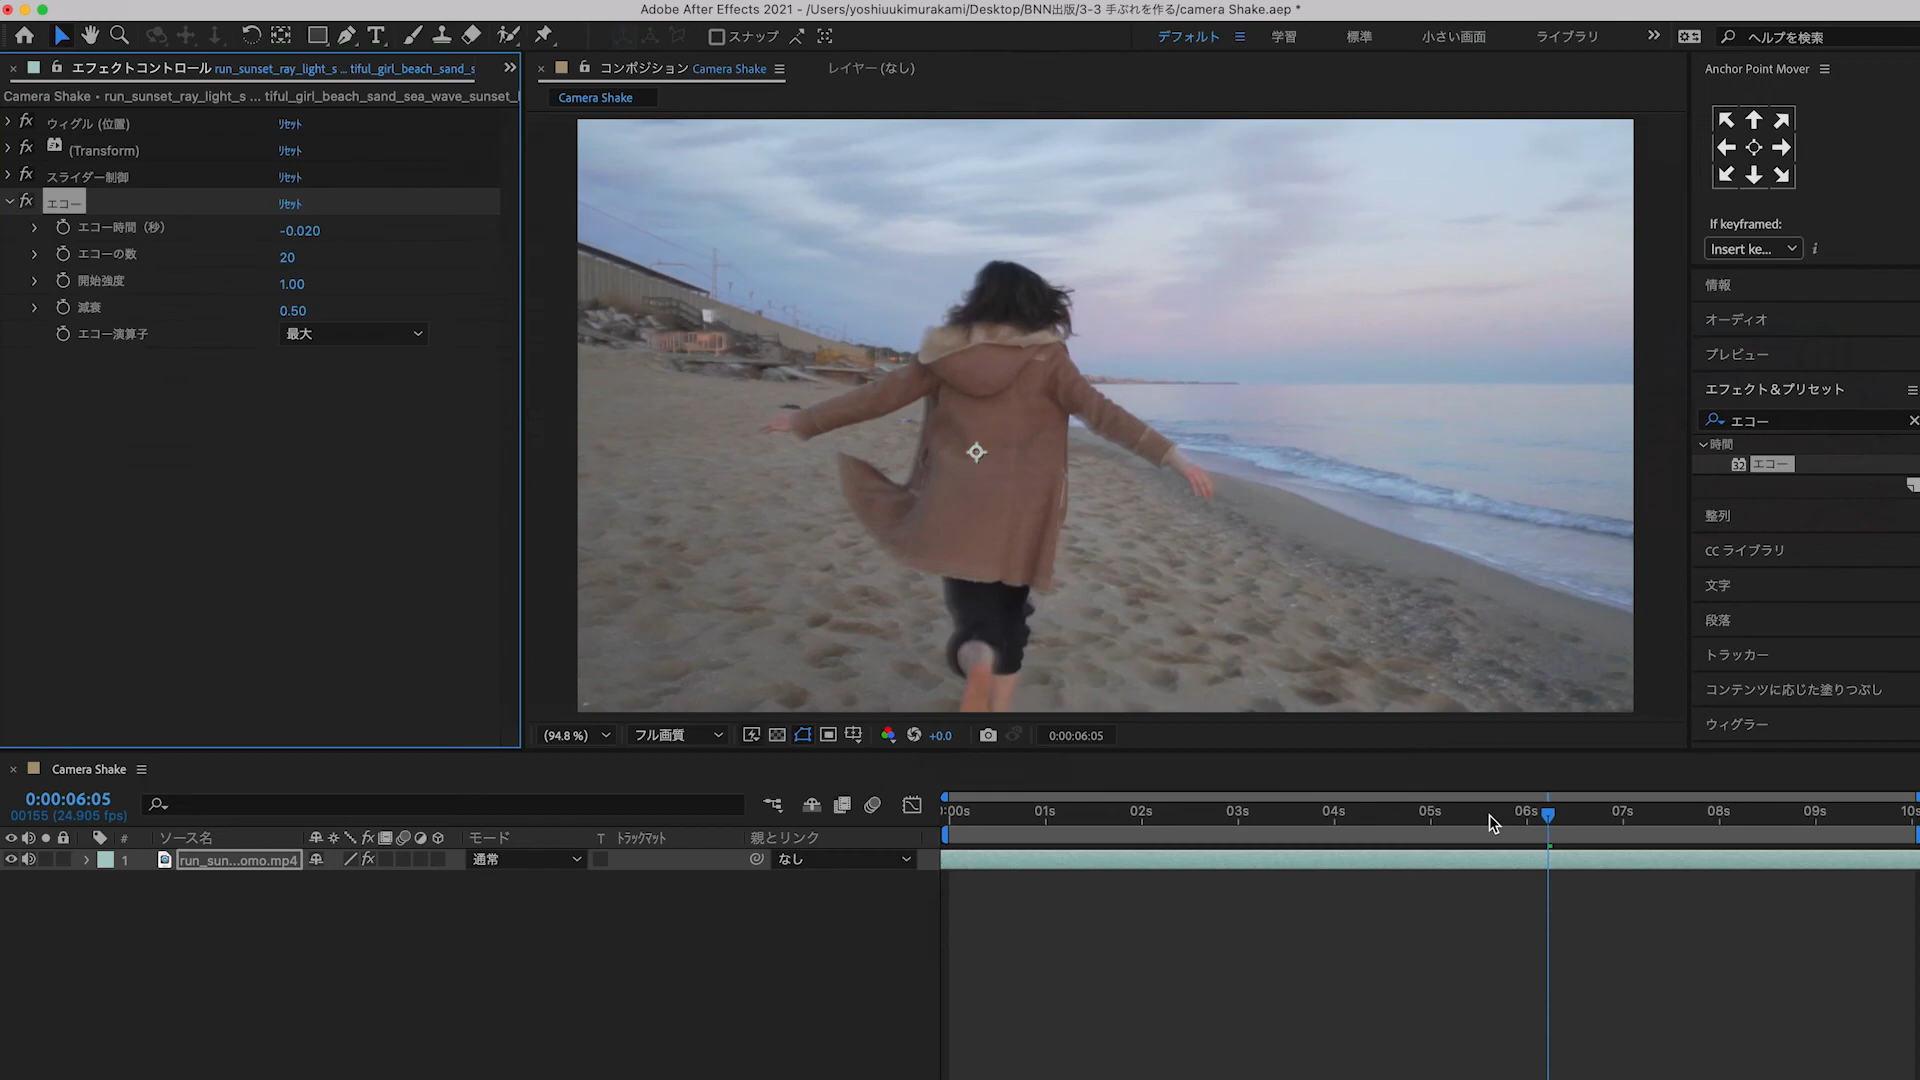 Adobe After Effects 2021 - /Users/yoshiuukimurakami/Desktop/BNN出版/3-3 手ぶれを作る/camera Shake.aep *
スナップ
デフォルト
学習
標準
小さい画面
ライブラリ
ヘルプを検索
エフェクトコントロール run_sunset_ray_light_s ... tiful_girl_beach_sand_s
Camera Shake • run_sunset_ray_light_s ... tiful_girl_beach_sand_sea_wave_sunset_l
fx ウィグル (位置) リセット
fx (Transform) リセット
fx スライダー制御 リセット
fx エコー リセット
エコー時間 (秒) -0.020
エコーの数 20
開始強度 1.00
減衰 0.50
エコー演算子 最大
コンポジション Camera Shake
レイヤー (なし)
Camera Shake
(94.8 %)
フル画質
+0.0
0:00:06:05
Anchor Point Mover
If keyframed:
Insert ke...
i
情報
オーディオ
プレビュー
エフェクト＆プリセット
エコー
時間
32 エコー
整列
CC ライブラリ
文字
段落
トラッカー
コンテンツに応じた塗りつぶし
ウィグラー
Camera Shake
0:00:06:05
00155 (24.905 fps)
# ソース名 fx モード T トラックマット 親とリンク
1 run_sun...omo.mp4 fx 通常 なし
:00s 01s 02s 03s 04s 05s 06s 07s 08s 09s 10s